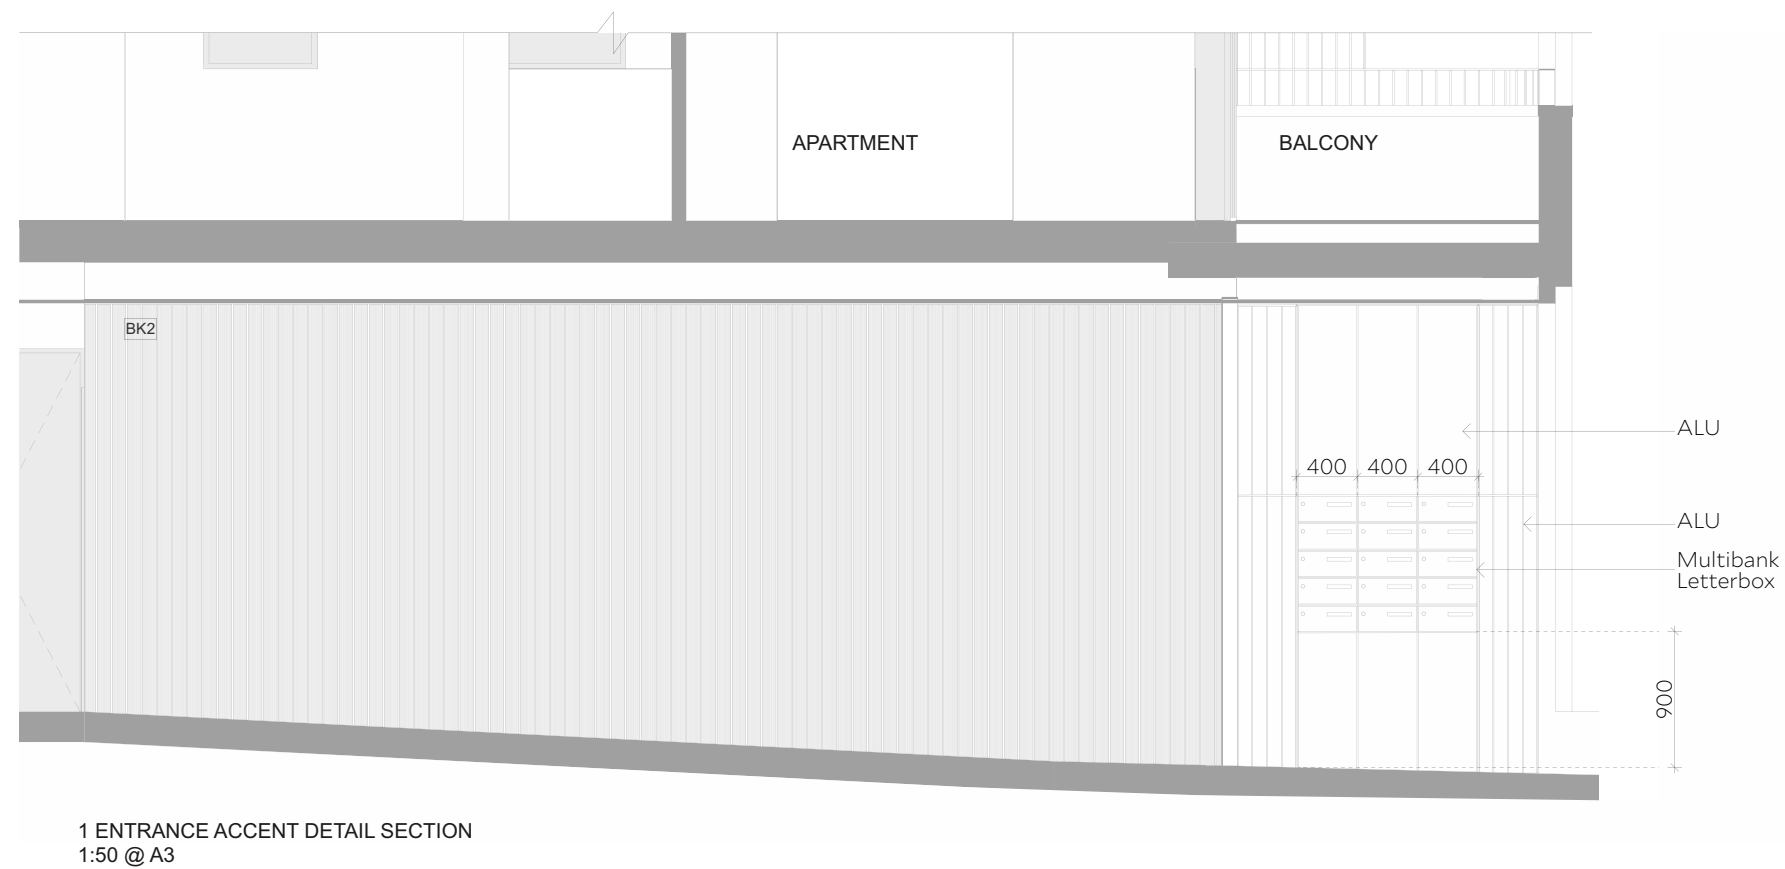 APARTMENT
BALCONY
BK2
ALU
400
400
400
ALU
Multibank
Letterbox
900
1 ENTRANCE ACCENT DETAIL SECTION
1:50 @ A3